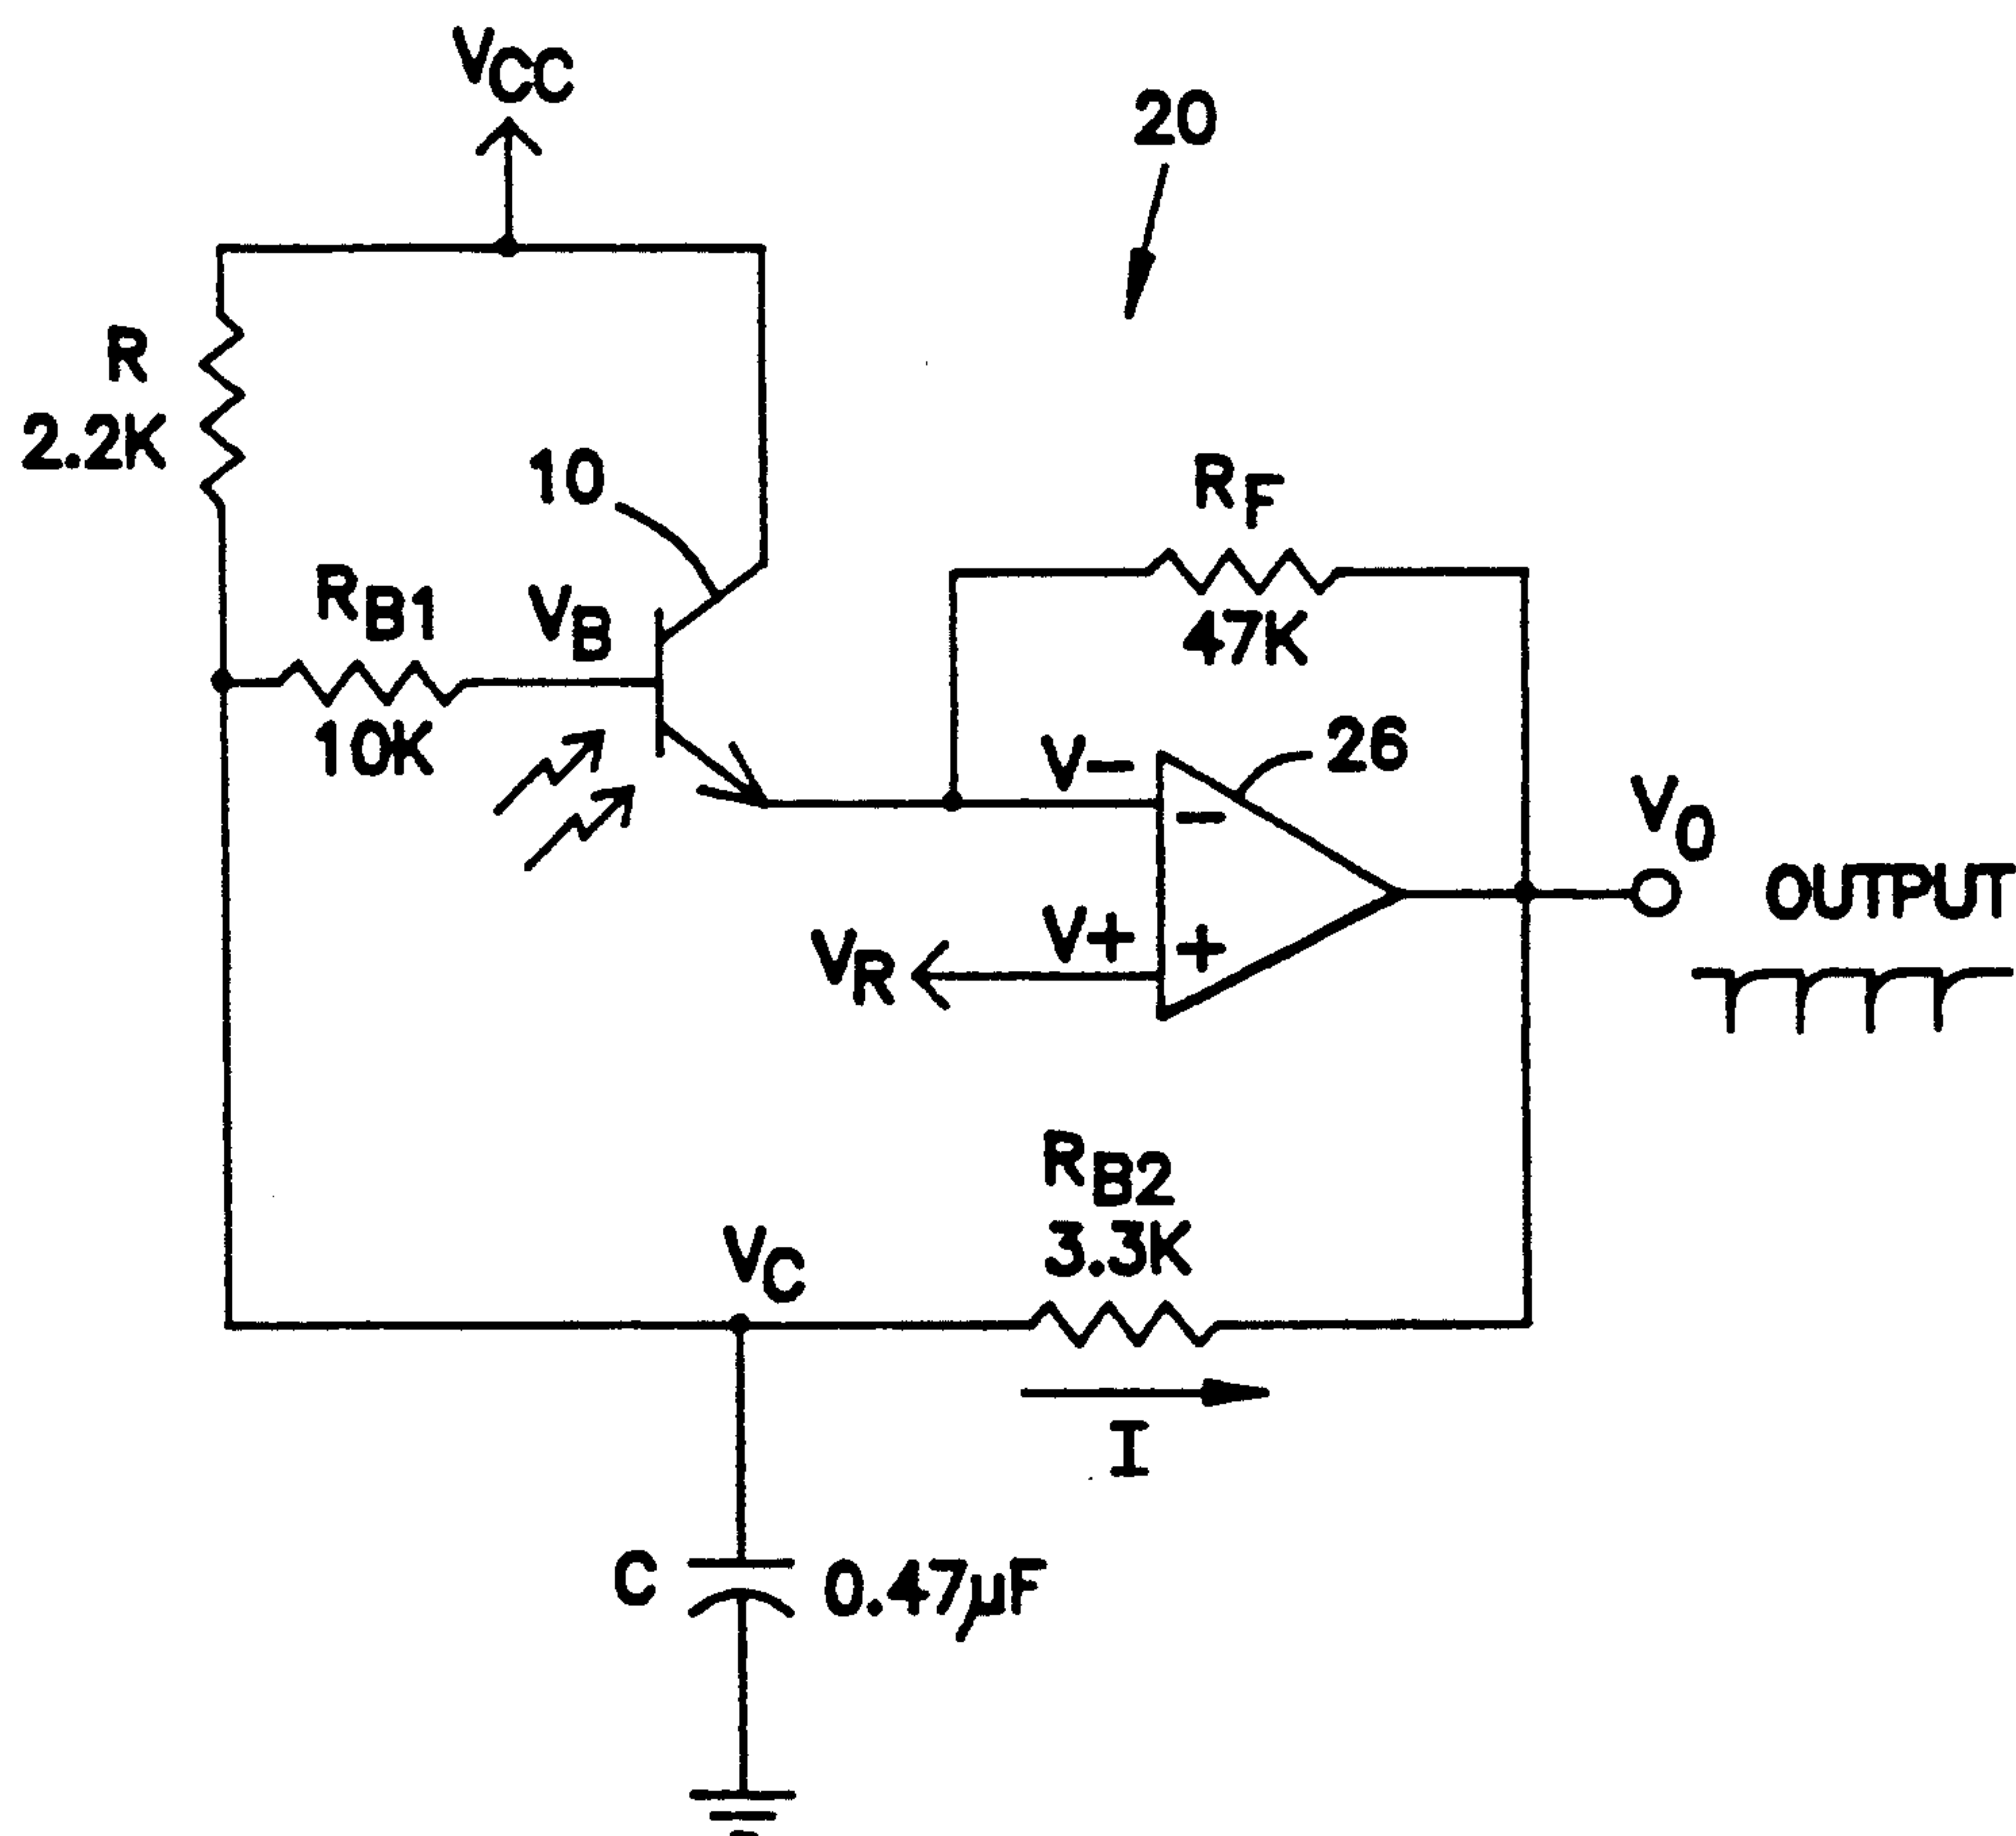 VCC
20
R
2.2K
10
RF
47K
RB1
VB
10K
V-
26
-
VO
OUTPUT
V+
+
VR
RB2
3.3K
VC
I
C
0.47µF